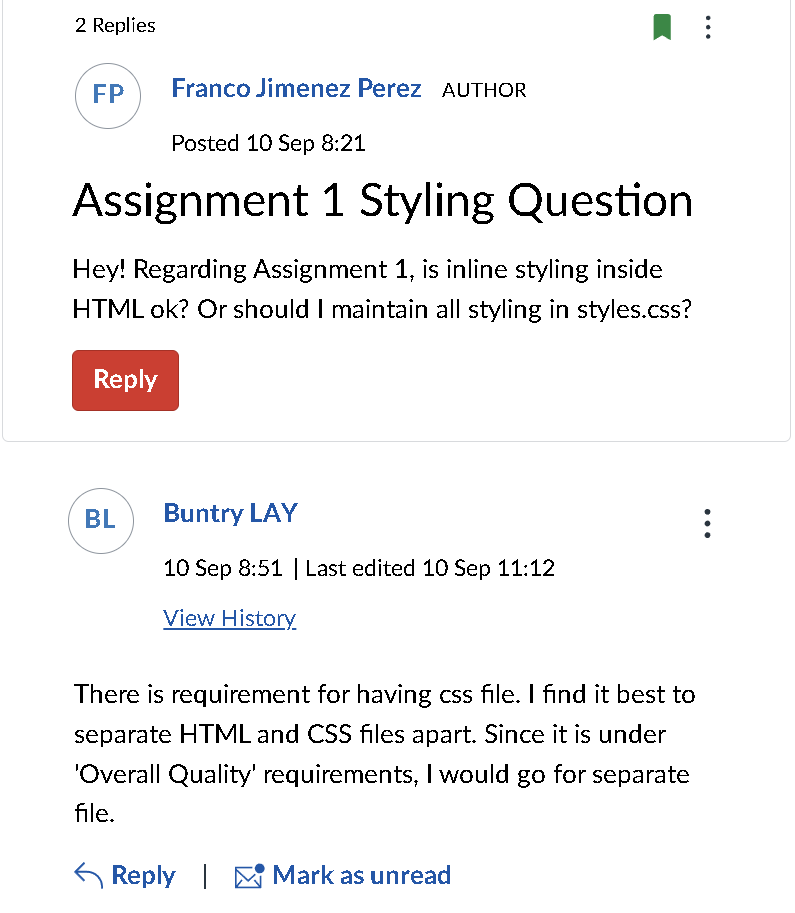 2 Replies
FP
Franco Jimenez Perez AUTHOR
Posted 10 Sep 8:21
Assignment 1 Styling Question
Hey! Regarding Assignment 1, is inline styling inside
HTML ok? Or should I maintain all styling in styles.css?
Reply
BL
Buntry LAY
10 Sep 8:51 | Last edited 10 Sep 11:12
View History
There is requirement for having css file. I find it best to
separate HTML and CSS files apart. Since it is under
'Overall Quality' requirements, I would go for separate
file.
Reply | Mark as unread